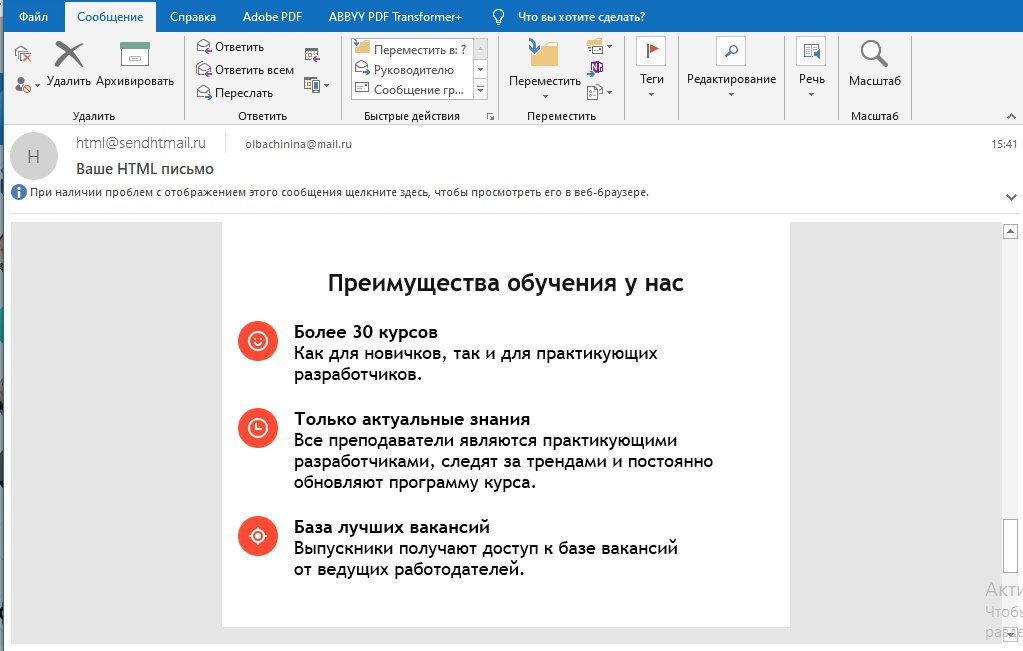 Файл Сообщение Справка Adobe PDF ABBYY PDF Transformer+ Что вы хотите сделать?
Удалить Архивировать
Удалить
Ответить
Ответить всем
Переслать
Ответить
Переместить в: ?
Руководителю
Сообщение гр...
Быстрые действия
Переместить
Переместить
Теги
Редактирование
Речь
Масштаб
Масштаб
H
html@sendhtmail.ru olbachinina@mail.ru 15:41
Ваше HTML письмо
При наличии проблем с отображением этого сообщения щелкните здесь, чтобы просмотреть его в веб-браузере.
Преимущества обучения у нас
Более 30 курсов
Как для новичков, так и для практикующих
разработчиков.
Только актуальные знания
Все преподаватели являются практикующими
разработчиками, следят за трендами и постоянно
обновляют программу курса.
База лучших вакансий
Выпускники получают доступ к базе вакансий
от ведущих работодателей.